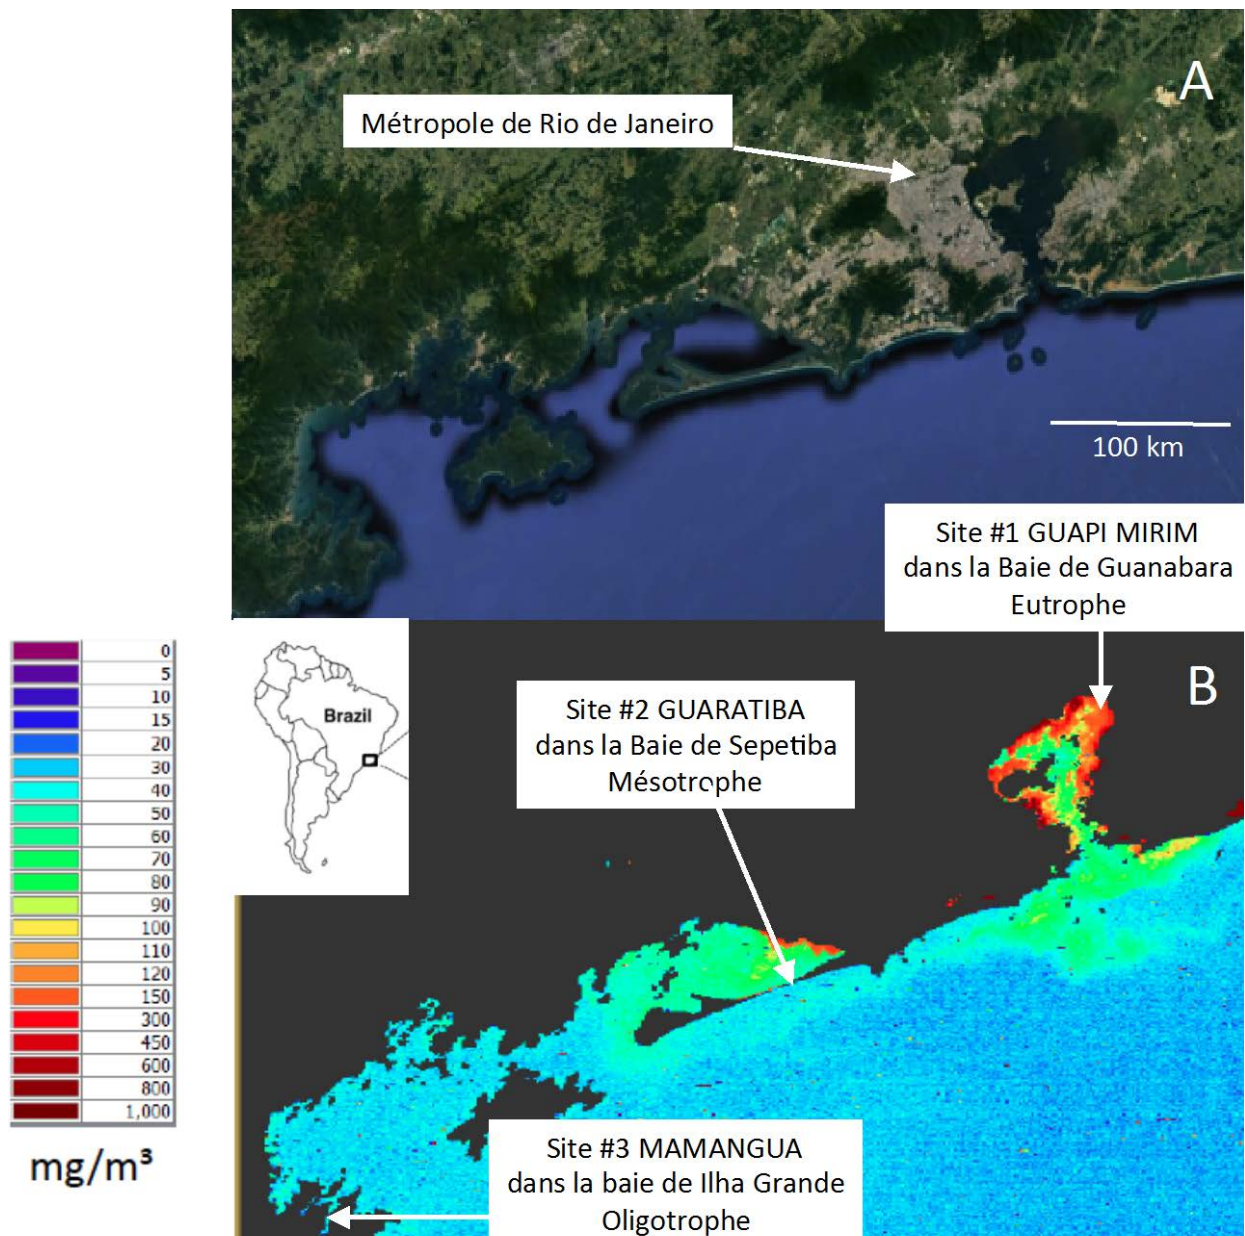 A
Métropole de Rio de Janeiro
100 km
Site #1 GUAPI MIRIM
dans la Baie de Guanabara
Eutrophe
B
Brazil
Site #2 GUARATIBA
dans la Baie de Sepetiba
Mésotrophe
0
5
10
15
20
30
40
50
60
70
80
90
100
110
120
150
300
450
600
800
1,000
mg/m³
Site #3 MAMANGUA
dans la baie de Ilha Grande
Oligotrophe